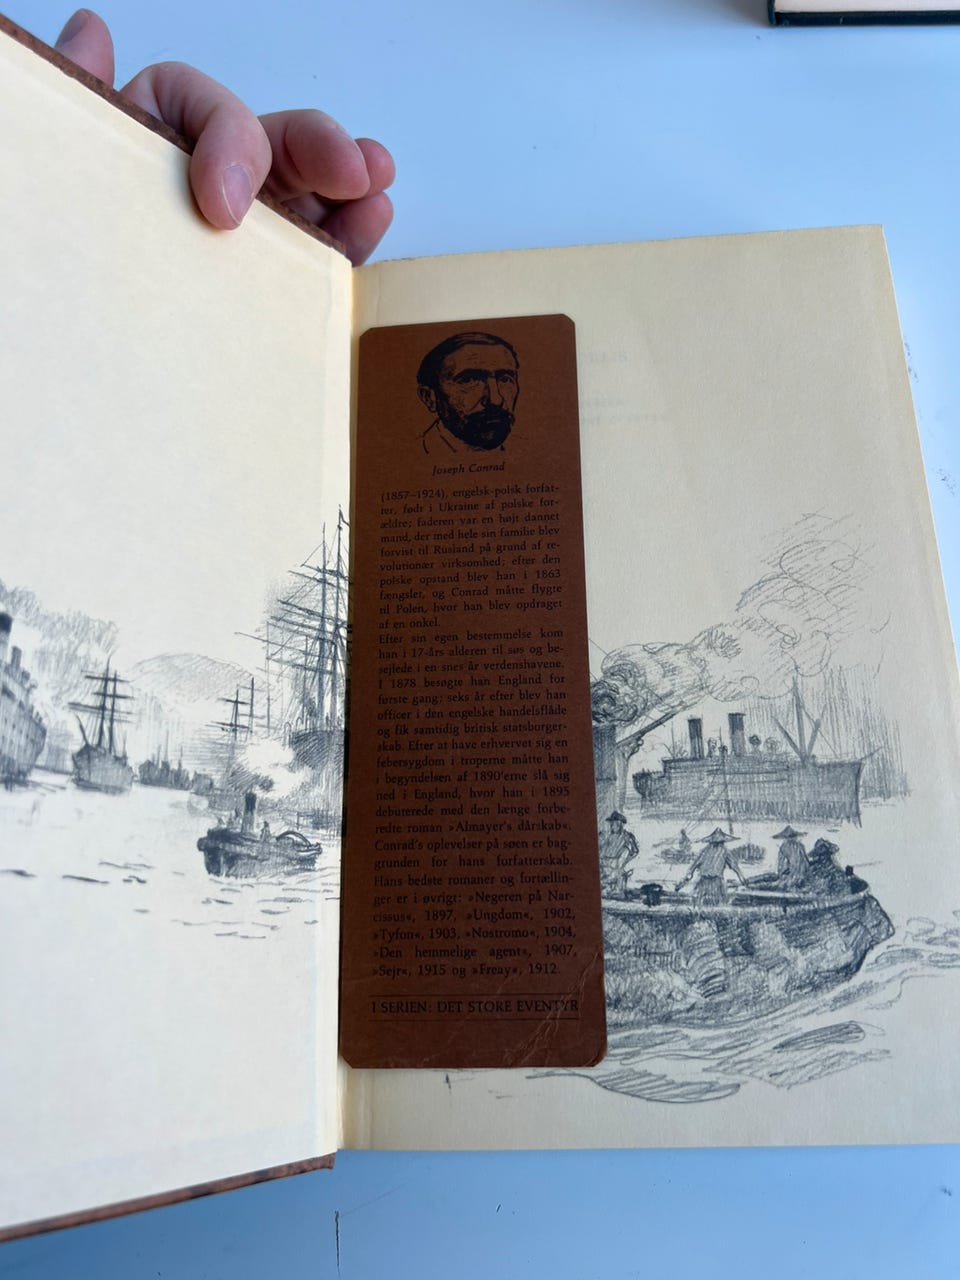 Joseph Conrad
(1857–1924), engelsk-polsk forfat-
ter, født i Ukraine af polske for-
ældre; faderen var en højt dannet
mand, der med hele sin familie blev
forvist til Rusland på grund af re-
volutionær virksomhed; efter den
polske opstand blev han i 1863
fængslet, og Conrad måtte flygte
til Polen, hvor han blev opdraget
af en onkel.
Efter sin egen bestemmelse kom
han i 17-års alderen til søs og be-
sejlede i en snes år verdenshavene.
I 1878 besøgte han England for
første gang; seks år efter blev han
officer i den engelske handelsflåde
og fik samtidig britisk statsborger-
skab. Efter at have erhvervet sig en
febersygdom i troperne måtte han
i begyndelsen af 1890'erne slå sig
ned i England, hvor han i 1895
debuterede med den længe forbe-
redte roman »Almayer's dårskab«.
Conrad's oplevelser på søen er bag-
grunden for hans forfatterskab.
Hans bedste romaner og fortællin-
ger er i øvrigt: »Negeren på Nar-
cissus«, 1897, »Ungdom«, 1902,
»Tyfon«, 1903, »Nostromo«, 1904,
»Den hemmelige agent«, 1907,
»Sejr«, 1915 og »Freay«, 1912.
I SERIEN: DET STORE EVENTYR